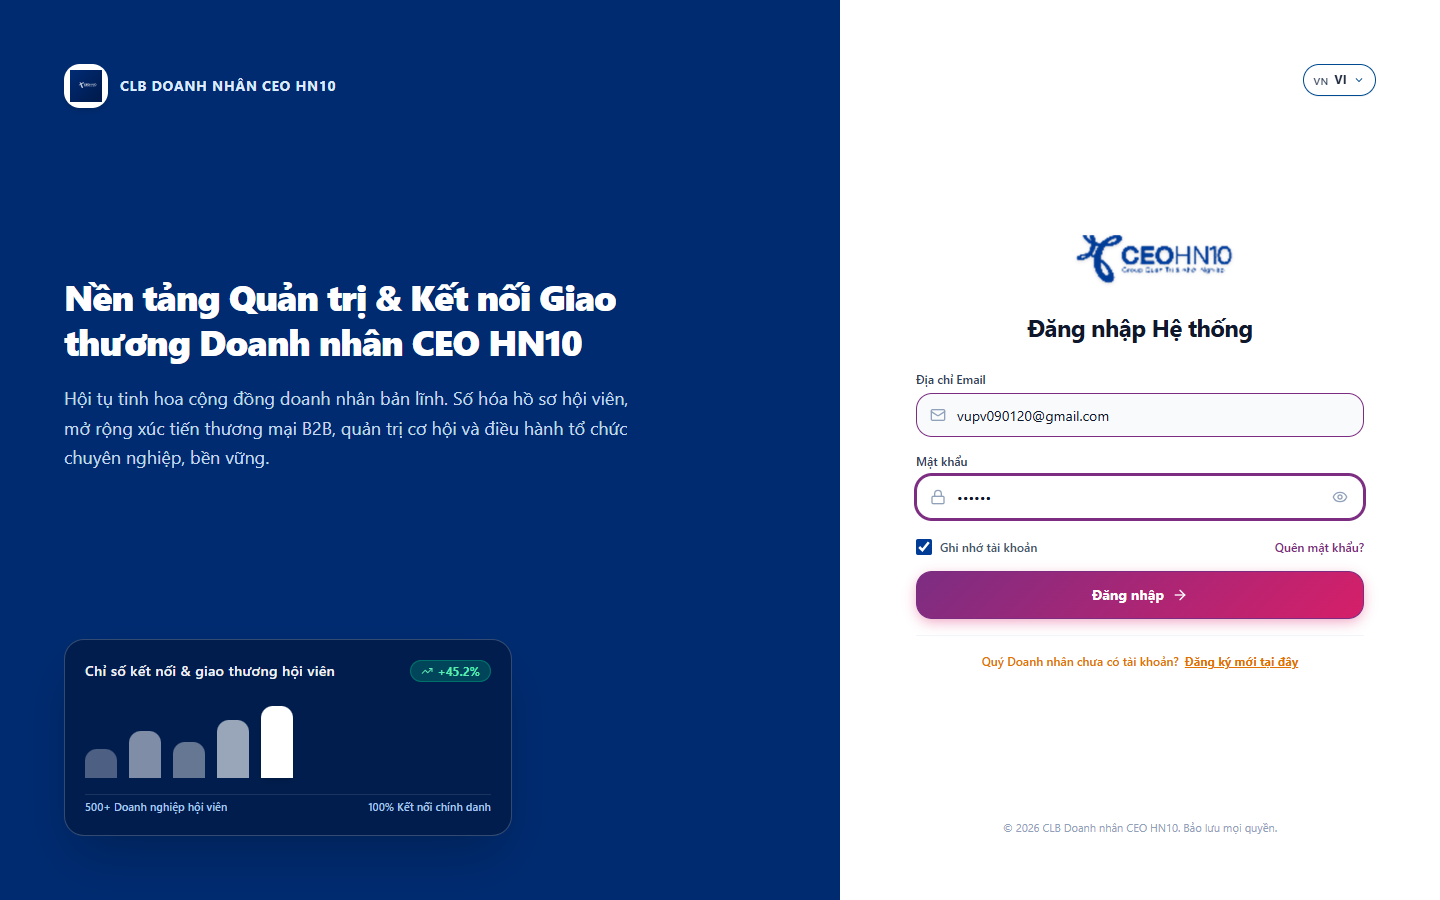 CLB DOANH NHÂN CEO HN10
VN VI
Nền tảng Quản trị & Kết nối Giao
thương Doanh nhân CEO HN10
Hội tụ tinh hoa cộng đồng doanh nhân bản lĩnh. Số hóa hồ sơ hội viên,
mở rộng xúc tiến thương mại B2B, quản trị cơ hội và điều hành tổ chức
chuyên nghiệp, bền vững.
Chỉ số kết nối & giao thương hội viên
+45.2%
500+ Doanh nghiệp hội viên
100% Kết nối chính danh
CEOHN10
Đăng nhập Hệ thống
Địa chỉ Email
vupv090120@gmail.com
Mật khẩu
••••••
Ghi nhớ tài khoản
Quên mật khẩu?
Đăng nhập →
Quý Doanh nhân chưa có tài khoản? Đăng ký mới tại đây
© 2026 CLB Doanh nhân CEO HN10. Bảo lưu mọi quyền.